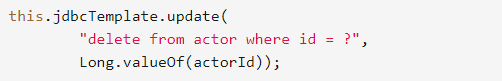 this.jdbcTemplate.update(
"delete from actor where id = ?",
Long.valueOf(actorId));